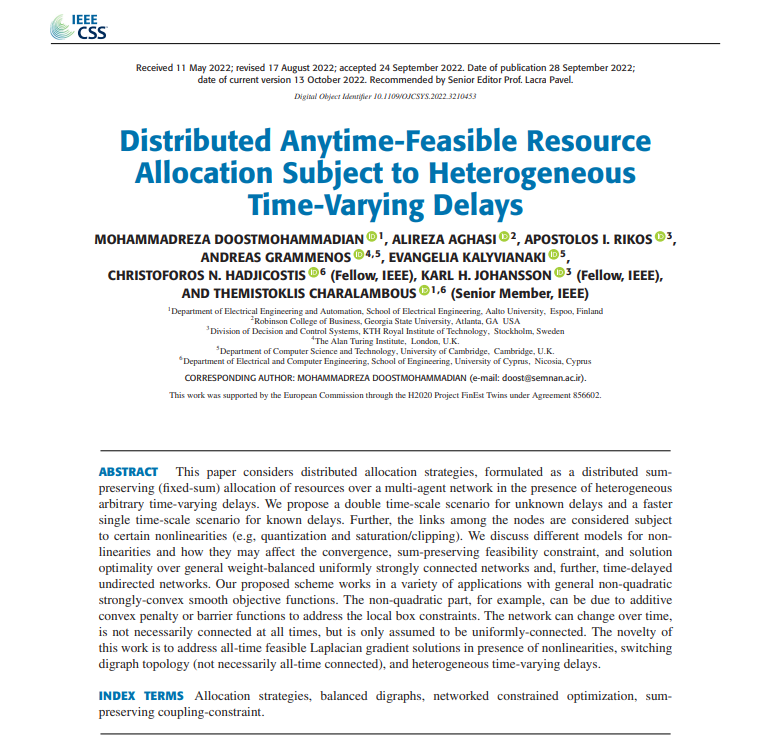 IEEE
CSS
Received 11 May 2022; revised 17 August 2022; accepted 24 September 2022. Date of publication 28 September 2022;
date of current version 13 October 2022. Recommended by Senior Editor Prof. Lacra Pavel.
Digital Object Identifier 10.1109/OJCSYS.2022.3210453
Distributed Anytime-Feasible Resource
Allocation Subject to Heterogeneous
Time-Varying Delays
MOHAMMADREZA DOOSTMOHAMMADIAN iD 1, ALIREZA AGHASI iD 2, APOSTOLOS I. RIKOS iD 3,
ANDREAS GRAMMENOS iD 4,5, EVANGELIA KALYVIANAKI iD 5,
CHRISTOFOROS N. HADJICOSTIS iD 6 (Fellow, IEEE), KARL H. JOHANSSON iD 3 (Fellow, IEEE),
AND THEMISTOKLIS CHARALAMBOUS iD 1,6 (Senior Member, IEEE)
1Department of Electrical Engineering and Automation, School of Electrical Engineering, Aalto University, Espoo, Finland
2Robinson College of Business, Georgia State University, Atlanta, GA USA
3Division of Decision and Control Systems, KTH Royal Institute of Technology, Stockholm, Sweden
4The Alan Turing Institute, London, U.K.
5Department of Computer Science and Technology, University of Cambridge, Cambridge, U.K.
6Department of Electrical and Computer Engineering, School of Engineering, University of Cyprus, Nicosia, Cyprus
CORRESPONDING AUTHOR: MOHAMMADREZA DOOSTMOHAMMADIAN (e-mail: doost@semnan.ac.ir).
This work was supported by the European Commission through the H2020 Project FinEst Twins under Agreement 856602.
ABSTRACT This paper considers distributed allocation strategies, formulated as a distributed sum-
preserving (fixed-sum) allocation of resources over a multi-agent network in the presence of heterogeneous
arbitrary time-varying delays. We propose a double time-scale scenario for unknown delays and a faster
single time-scale scenario for known delays. Further, the links among the nodes are considered subject
to certain nonlinearities (e.g, quantization and saturation/clipping). We discuss different models for non-
linearities and how they may affect the convergence, sum-preserving feasibility constraint, and solution
optimality over general weight-balanced uniformly strongly connected networks and, further, time-delayed
undirected networks. Our proposed scheme works in a variety of applications with general non-quadratic
strongly-convex smooth objective functions. The non-quadratic part, for example, can be due to additive
convex penalty or barrier functions to address the local box constraints. The network can change over time,
is not necessarily connected at all times, but is only assumed to be uniformly-connected. The novelty of
this work is to address all-time feasible Laplacian gradient solutions in presence of nonlinearities, switching
digraph topology (not necessarily all-time connected), and heterogeneous time-varying delays.
INDEX TERMS Allocation strategies, balanced digraphs, networked constrained optimization, sum-
preserving coupling-constraint.